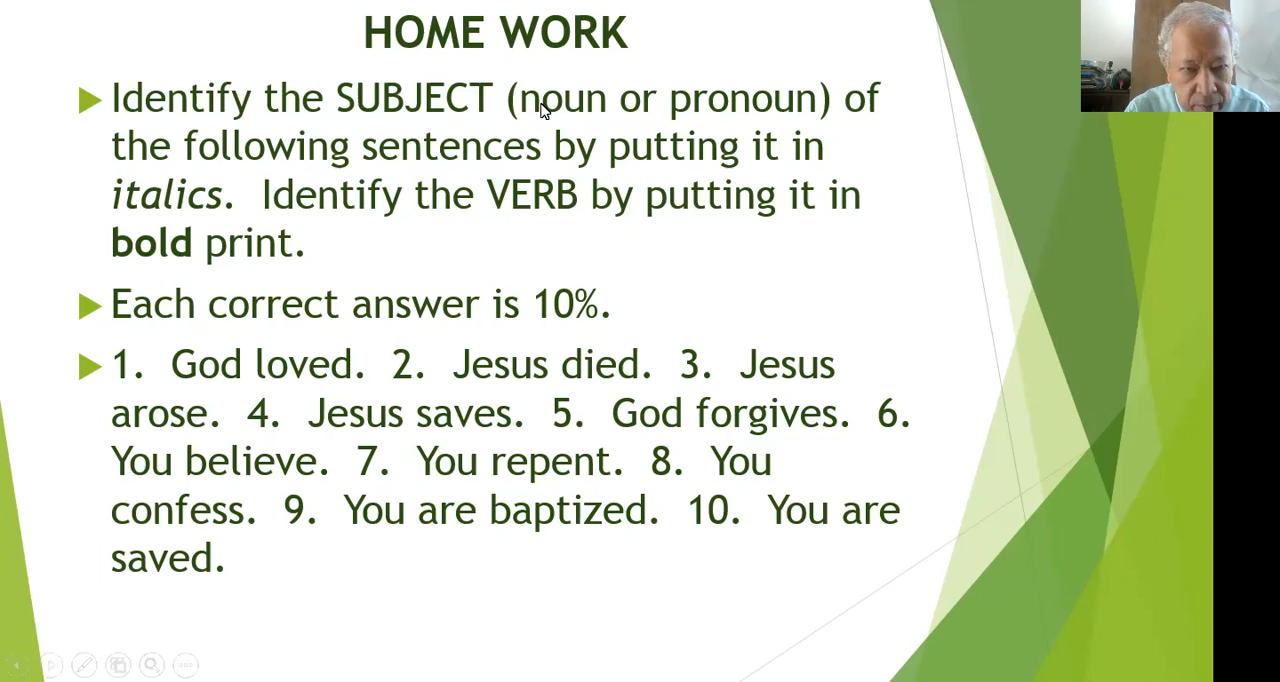 HOME WORK
Identify the SUBJECT (noun or pronoun) of
the following sentences by putting it in
italics.  Identify the VERB by putting it in
bold print.
Each correct answer is 10%.
1.  God loved.  2.  Jesus died.  3.  Jesus
arose.  4.  Jesus saves.  5.  God forgives.  6.
You believe.  7.  You repent.  8.  You
confess.  9.  You are baptized.  10.  You are
saved.